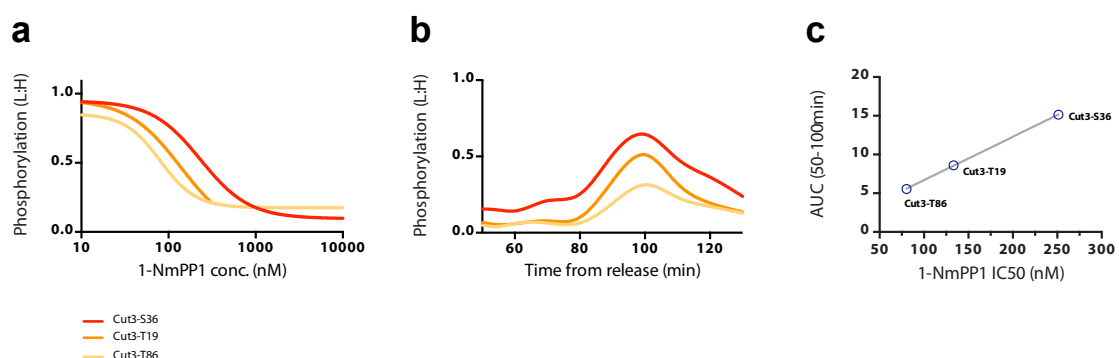 a
Phosphorylation (L:H)
1.0
0.5
0.0
10
100
1000
10000
1-NmPP1 conc. (nM)
Cut3-S36
Cut3-T19
Cut3-T86
b
Phosphorylation (L:H)
1.0
0.5
0.0
60
80
100
120
Time from release (min)
c
AUC (50-100min)
20
15
10
5
0
50
100
150
200
250
300
Cut3-S36
Cut3-T19
Cut3-T86
1-NmPP1 IC50 (nM)